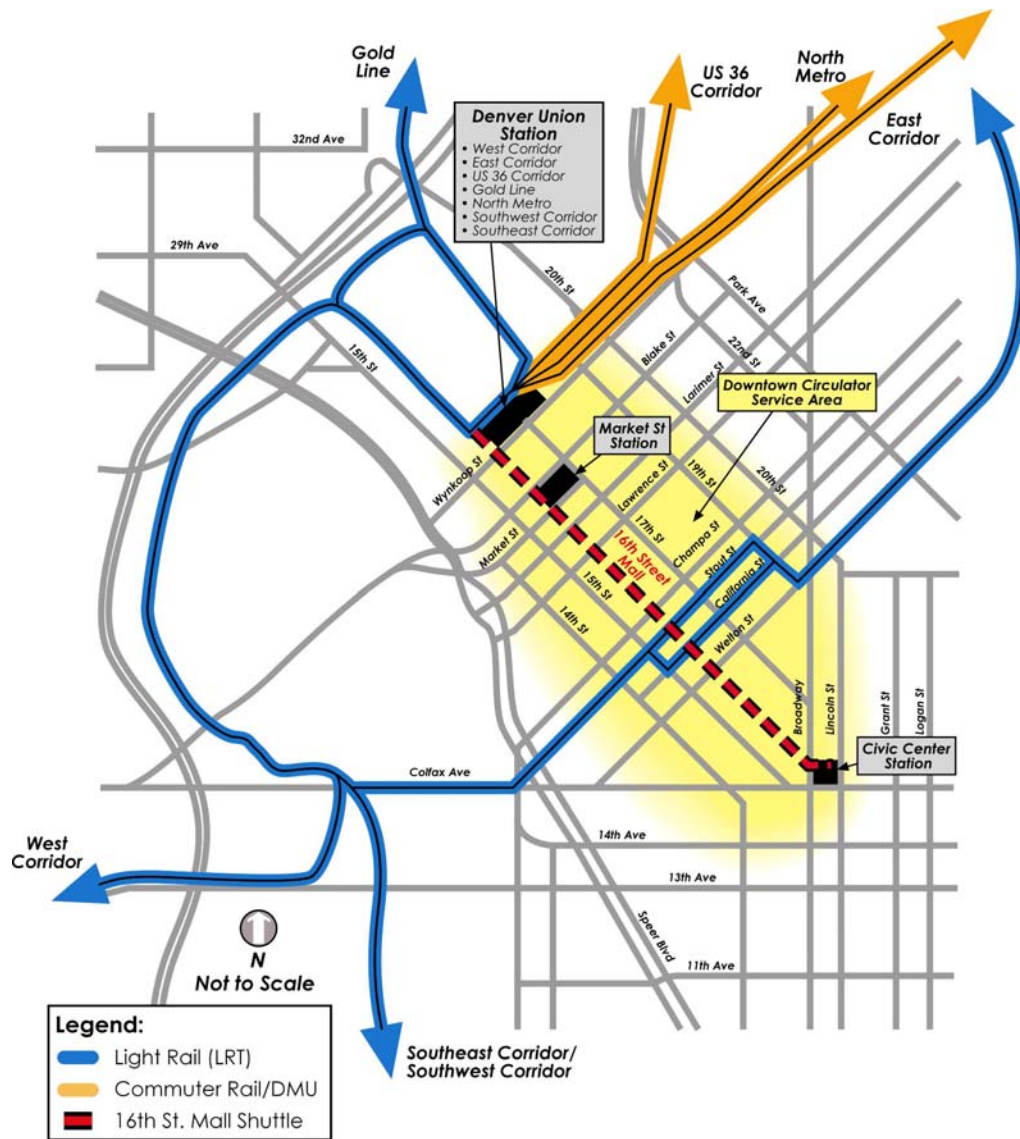 Gold
Line
US 36
Corridor
North
Metro
East
Corridor
Denver Union
Station
• West Corridor
• East Corridor
• US 36 Corridor
• Gold Line
• North Metro
• Southwest Corridor
• Southeast Corridor
32nd Ave
29th Ave
15th St
20th St
Park Ave
22nd St
Blake St
Larimer St
Downtown Circulator
Service Area
Market St
Station
Wynkoop St
Market St
Lawrence St
19th St
20th St
17th St
Champa St
16th Street
Mall
Stout St
California St
Welton St
15th St
14th St
Broadway
Lincoln St
Grant St
Logan St
Civic Center
Station
Colfax Ave
14th Ave
13th Ave
11th Ave
Speer Blvd
West
Corridor
N
Not to Scale
Southeast Corridor/
Southwest Corridor
Legend:
Light Rail (LRT)
Commuter Rail/DMU
16th St. Mall Shuttle